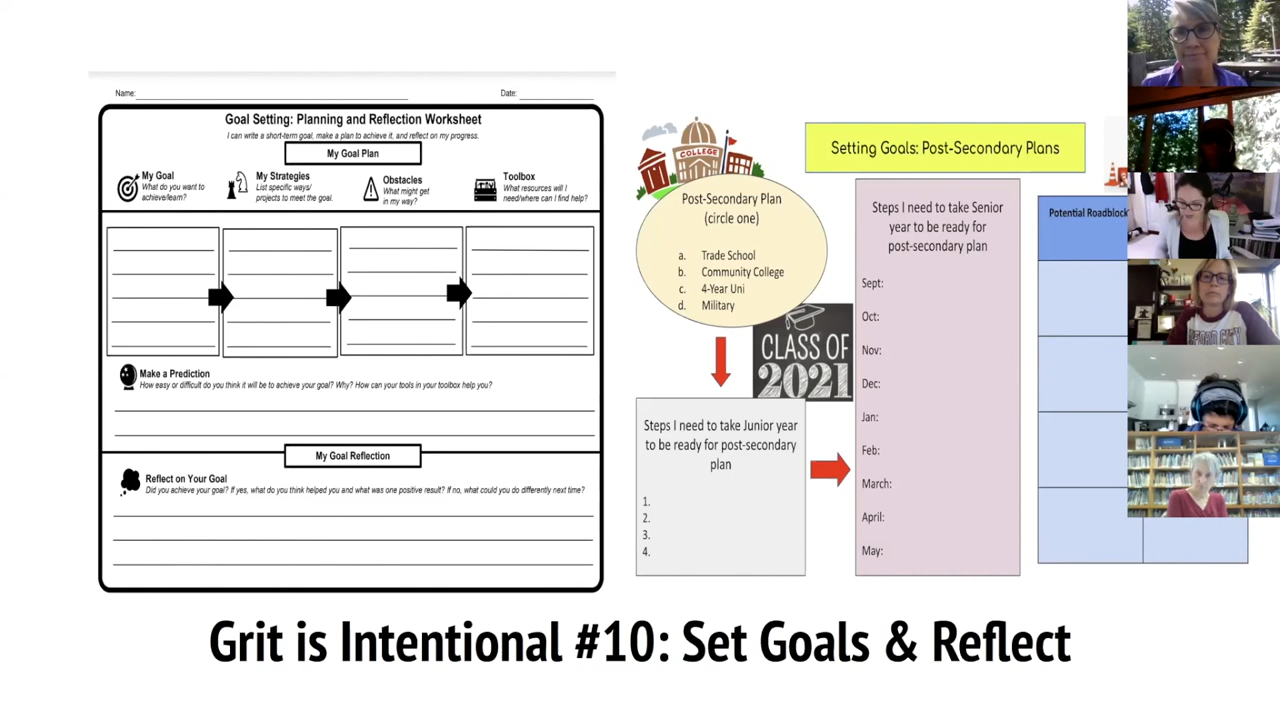 Name:
Date:
Goal Setting: Planning and Reflection Worksheet
I can write a short-term goal, make a plan to achieve it, and reflect on my progress.
My Goal Plan
My Goal
What do you want to
achieve/learn?
My Strategies
List specific ways/
projects to meet the goal.
Obstacles
What might get
in my way?
Toolbox
What resources will I
need/where can I find help?
Make a Prediction
How easy or difficult do you think it will be to achieve your goal? Why? How can your tools in your toolbox help you?
My Goal Reflection
Reflect on Your Goal
Did you achieve your goal? If yes, what do you think helped you and what was one positive result? If no, what could you do differently next time?
COLLEGE
Setting Goals: Post-Secondary Plans
Post-Secondary Plan
(circle one)
a. Trade School
b. Community College
c. 4-Year Uni
d. Military
CLASS OF
2021
Steps I need to take Junior year
to be ready for post-secondary
plan
1.
2.
3.
4.
Steps I need to take Senior
year to be ready for
post-secondary plan
Sept:
Oct:
Nov:
Dec:
Jan:
Feb:
March:
April:
May:
Potential Roadblock
Grit is Intentional #10: Set Goals & Reflect